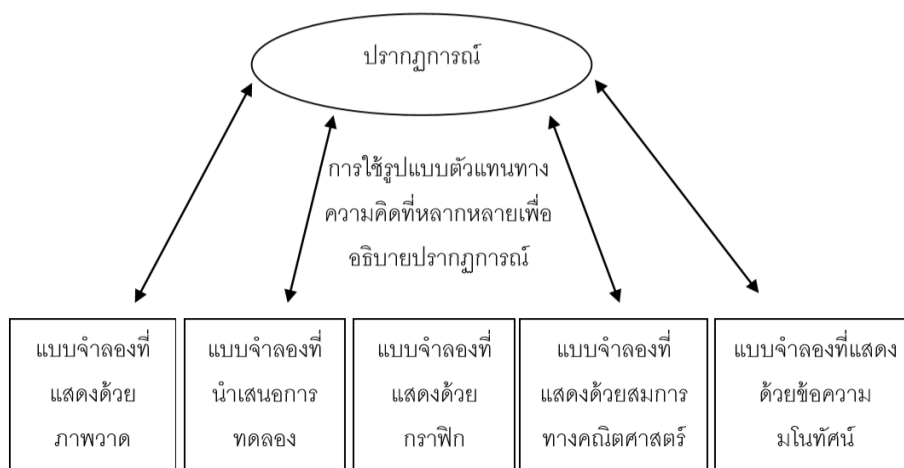 ปรากฏการณ์
การใช้รูปแบบตัวแทนทาง
ความคิดที่หลากหลายเพื่อ
อธิบายปรากฏการณ์
แบบจำลองที่
แสดงด้วย
ภาพวาด
แบบจำลองที่
นำเสนอการ
ทดลอง
แบบจำลองที่
แสดงด้วย
กราฟิก
แบบจำลองที่
แสดงด้วยสมการ
ทางคณิตศาสตร์
แบบจำลองที่แสดง
ด้วยข้อความ
มโนทัศน์